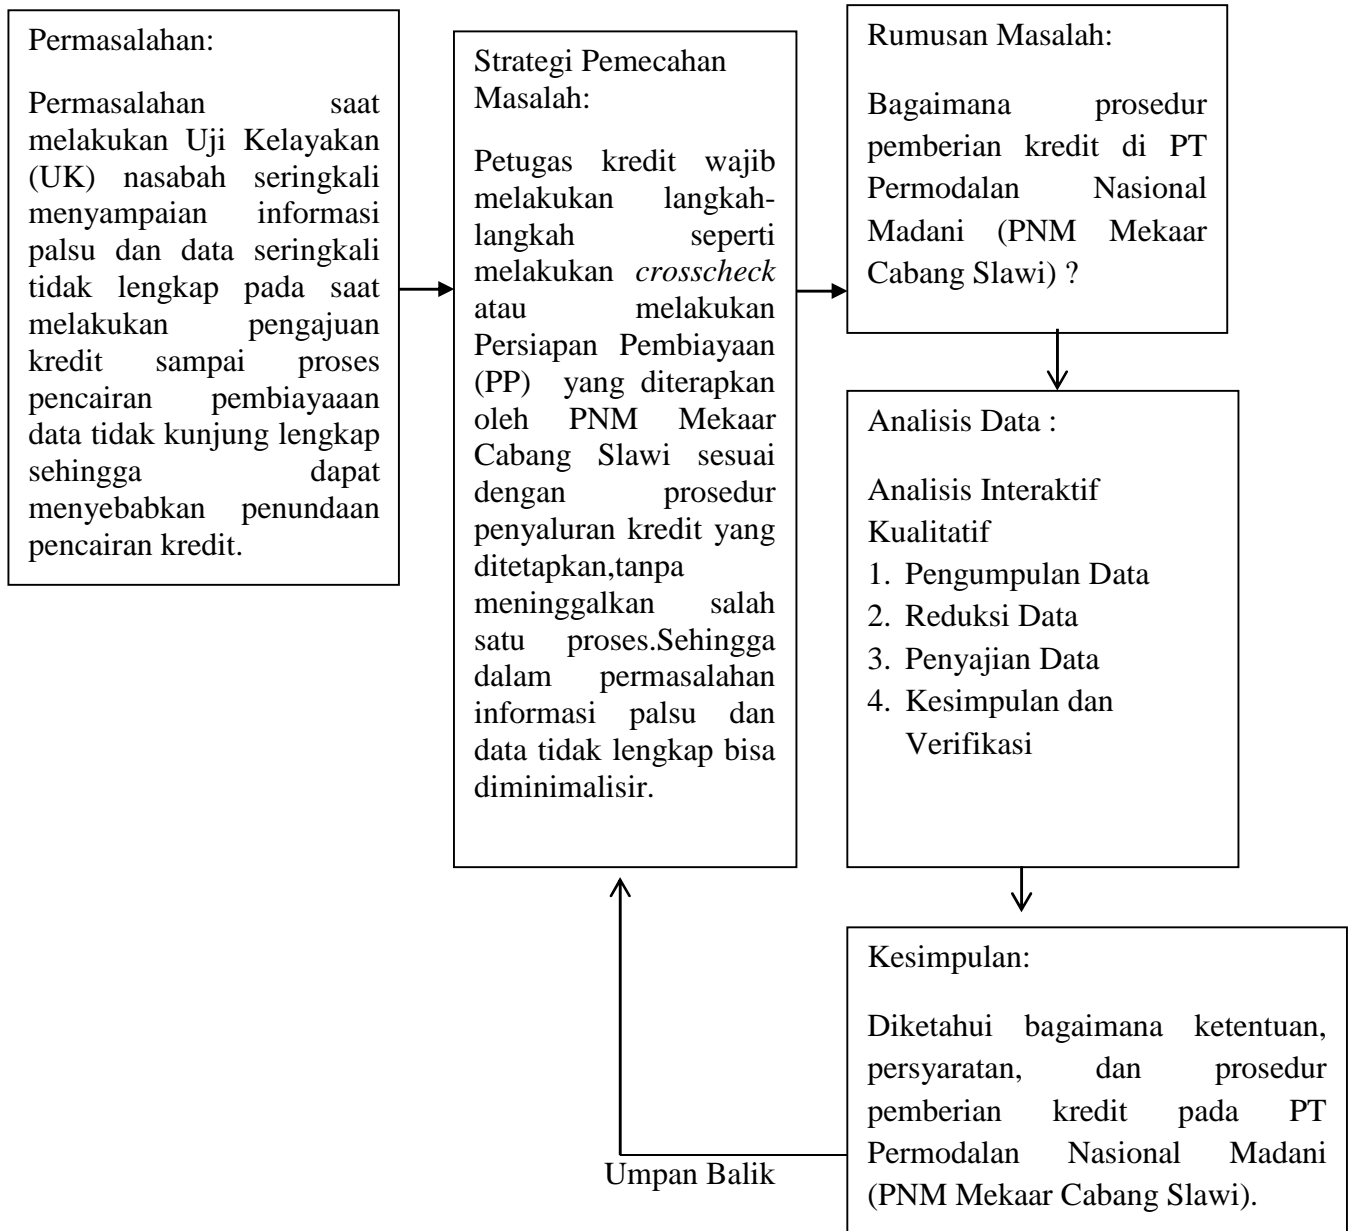 Permasalahan:
Permasalahan saat
melakukan Uji Kelayakan
(UK) nasabah seringkali
menyampaian informasi
palsu dan data seringkali
tidak lengkap pada saat
melakukan pengajuan
kredit sampai proses
pencairan pembiayaaan
data tidak kunjung lengkap
sehingga dapat
menyebabkan penundaan
pencairan kredit.
Strategi Pemecahan
Masalah:
Petugas kredit wajib
melakukan langkah-
langkah seperti
melakukan crosscheck
atau melakukan
Persiapan Pembiayaan
(PP) yang diterapkan
oleh PNM Mekaar
Cabang Slawi sesuai
dengan prosedur
penyaluran kredit yang
ditetapkan,tanpa
meninggalkan salah
satu proses.Sehingga
dalam permasalahan
informasi palsu dan
data tidak lengkap bisa
diminimalisir.
Rumusan Masalah:
Bagaimana prosedur
pemberian kredit di PT
Permodalan Nasional
Madani (PNM Mekaar
Cabang Slawi) ?
Analisis Data :
Analisis Interaktif
Kualitatif
1. Pengumpulan Data
2. Reduksi Data
3. Penyajian Data
4. Kesimpulan dan
Verifikasi
Kesimpulan:
Diketahui bagaimana ketentuan,
persyaratan, dan prosedur
pemberian kredit pada PT
Permodalan Nasional Madani
(PNM Mekaar Cabang Slawi).
Umpan Balik